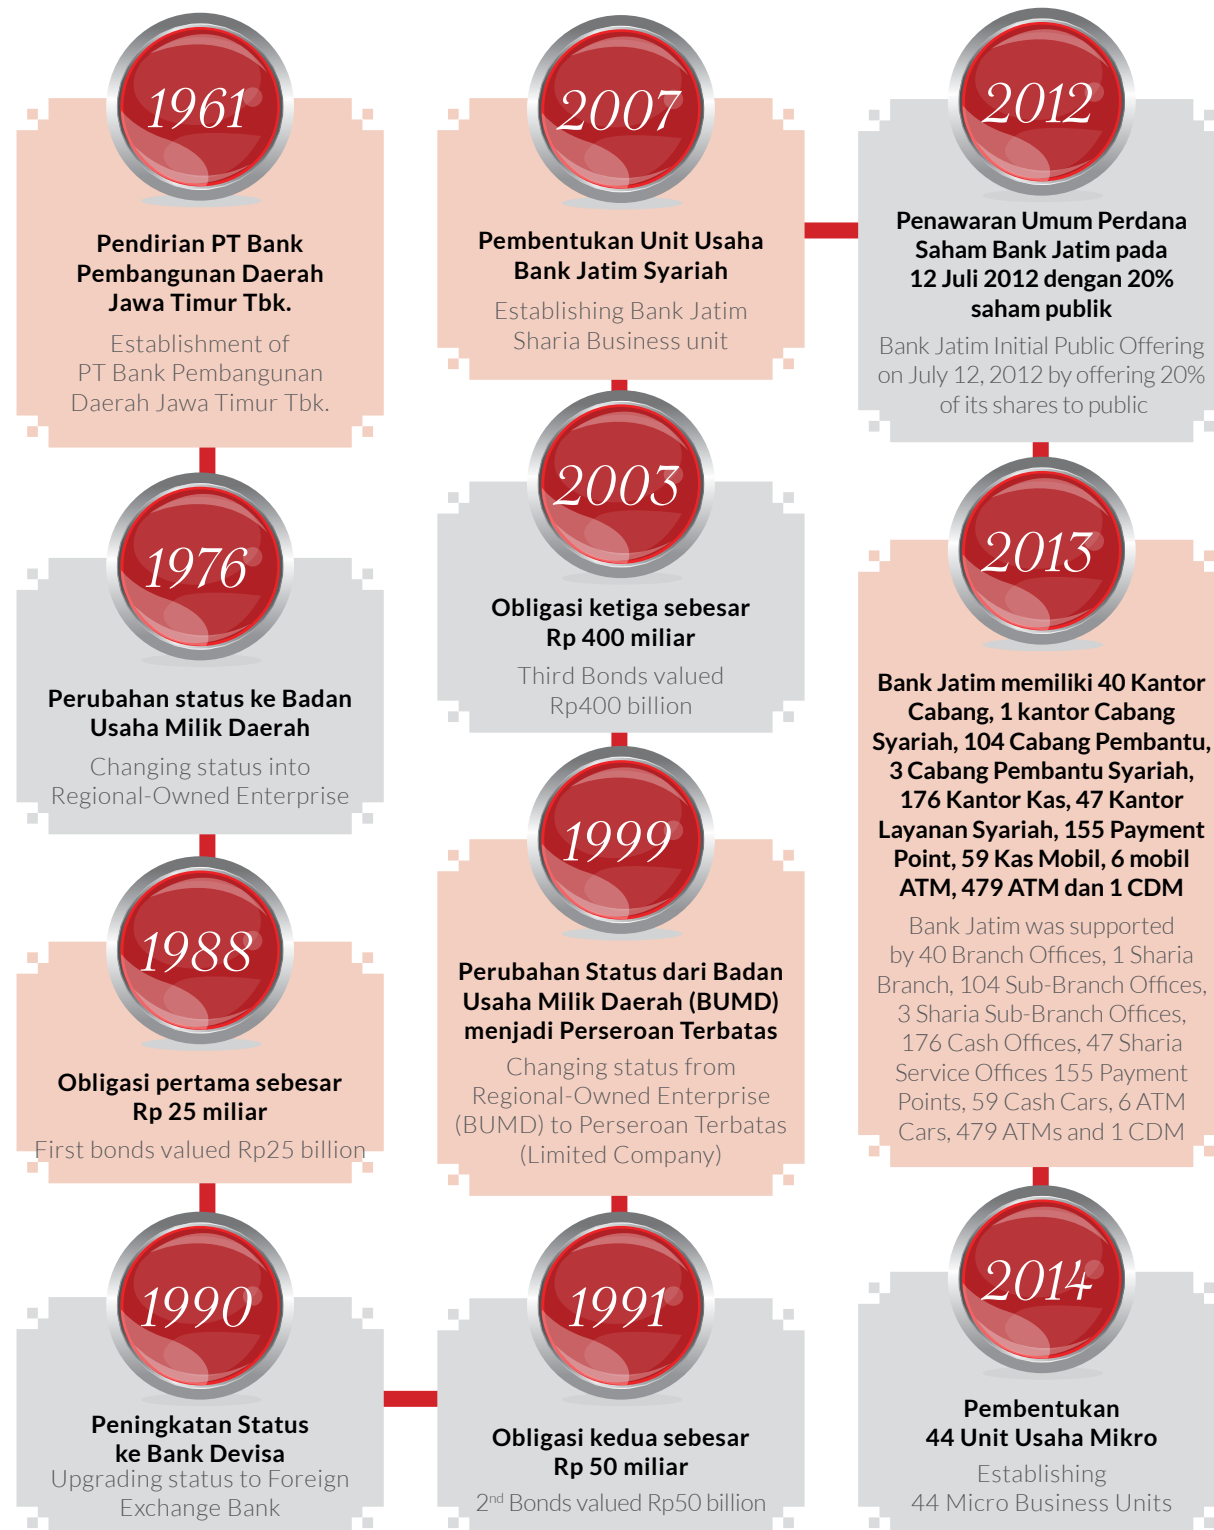 1961
Pendirian PT Bank
Pembangunan Daerah
Jawa Timur Tbk.
Establishment of
PT Bank Pembangunan
Daerah Jawa Timur Tbk.
1976
Perubahan status ke Badan
Usaha Milik Daerah
Changing status into
Regional-Owned Enterprise
1988
Obligasi pertama sebesar
Rp 25 miliar
First bonds valued Rp25 billion
1990
Peningkatan Status
ke Bank Devisa
Upgrading status to Foreign
Exchange Bank
1991
Obligasi kedua sebesar
Rp 50 miliar
2nd Bonds valued Rp50 billion
1999
Perubahan Status dari Badan
Usaha Milik Daerah (BUMD)
menjadi Perseroan Terbatas
Changing status from
Regional-Owned Enterprise
(BUMD) to Perseroan Terbatas
(Limited Company)
2003
Obligasi ketiga sebesar
Rp 400 miliar
Third Bonds valued
Rp400 billion
2007
Pembentukan Unit Usaha
Bank Jatim Syariah
Establishing Bank Jatim
Sharia Business unit
2012
Penawaran Umum Perdana
Saham Bank Jatim pada
12 Juli 2012 dengan 20%
saham publik
Bank Jatim Initial Public Offering
on July 12, 2012 by offering 20%
of its shares to public
2013
Bank Jatim memiliki 40 Kantor
Cabang, 1 kantor Cabang
Syariah, 104 Cabang Pembantu,
3 Cabang Pembantu Syariah,
176 Kantor Kas, 47 Kantor
Layanan Syariah, 155 Payment
Point, 59 Kas Mobil, 6 mobil
ATM, 479 ATM dan 1 CDM
Bank Jatim was supported
by 40 Branch Offices, 1 Sharia
Branch, 104 Sub-Branch Offices,
3 Sharia Sub-Branch Offices,
176 Cash Offices, 47 Sharia
Service Offices 155 Payment
Points, 59 Cash Cars, 6 ATM
Cars, 479 ATMs and 1 CDM
2014
Pembentukan
44 Unit Usaha Mikro
Establishing
44 Micro Business Units